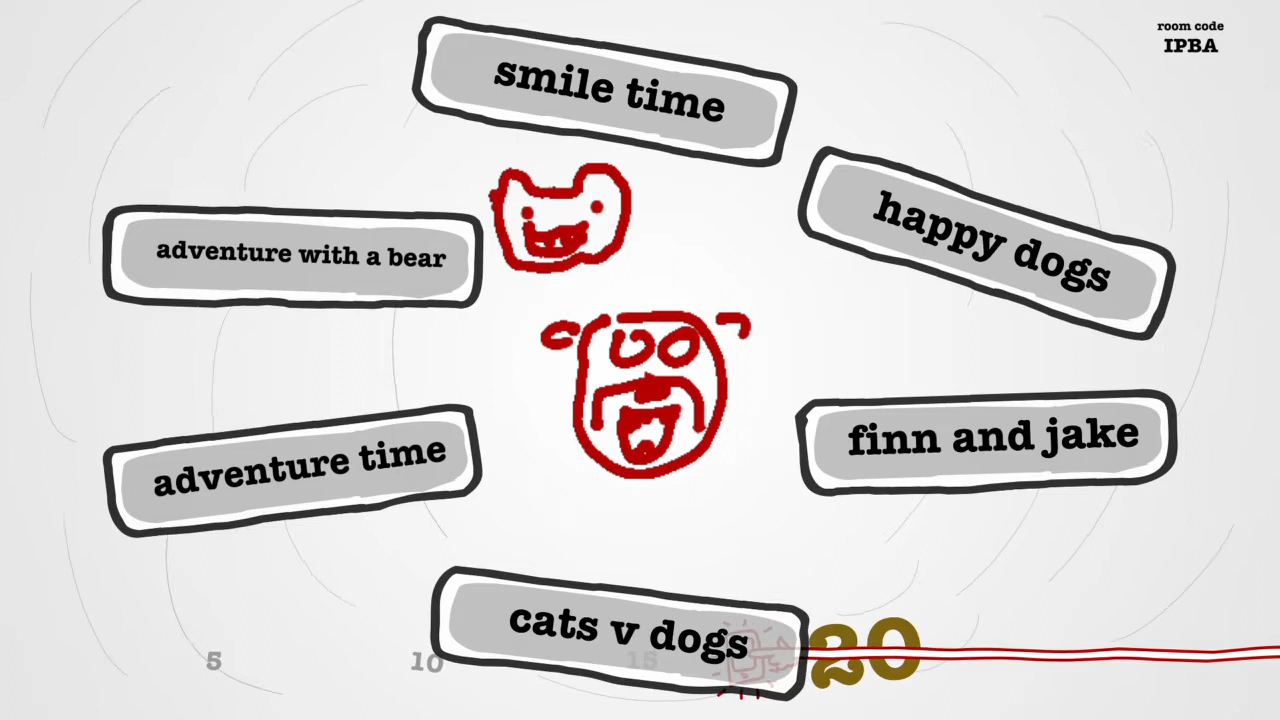 room code
IPBA
smile time
happy dogs
adventure with a bear
finn and jake
adventure time
cats v dogs
5
10
15
20